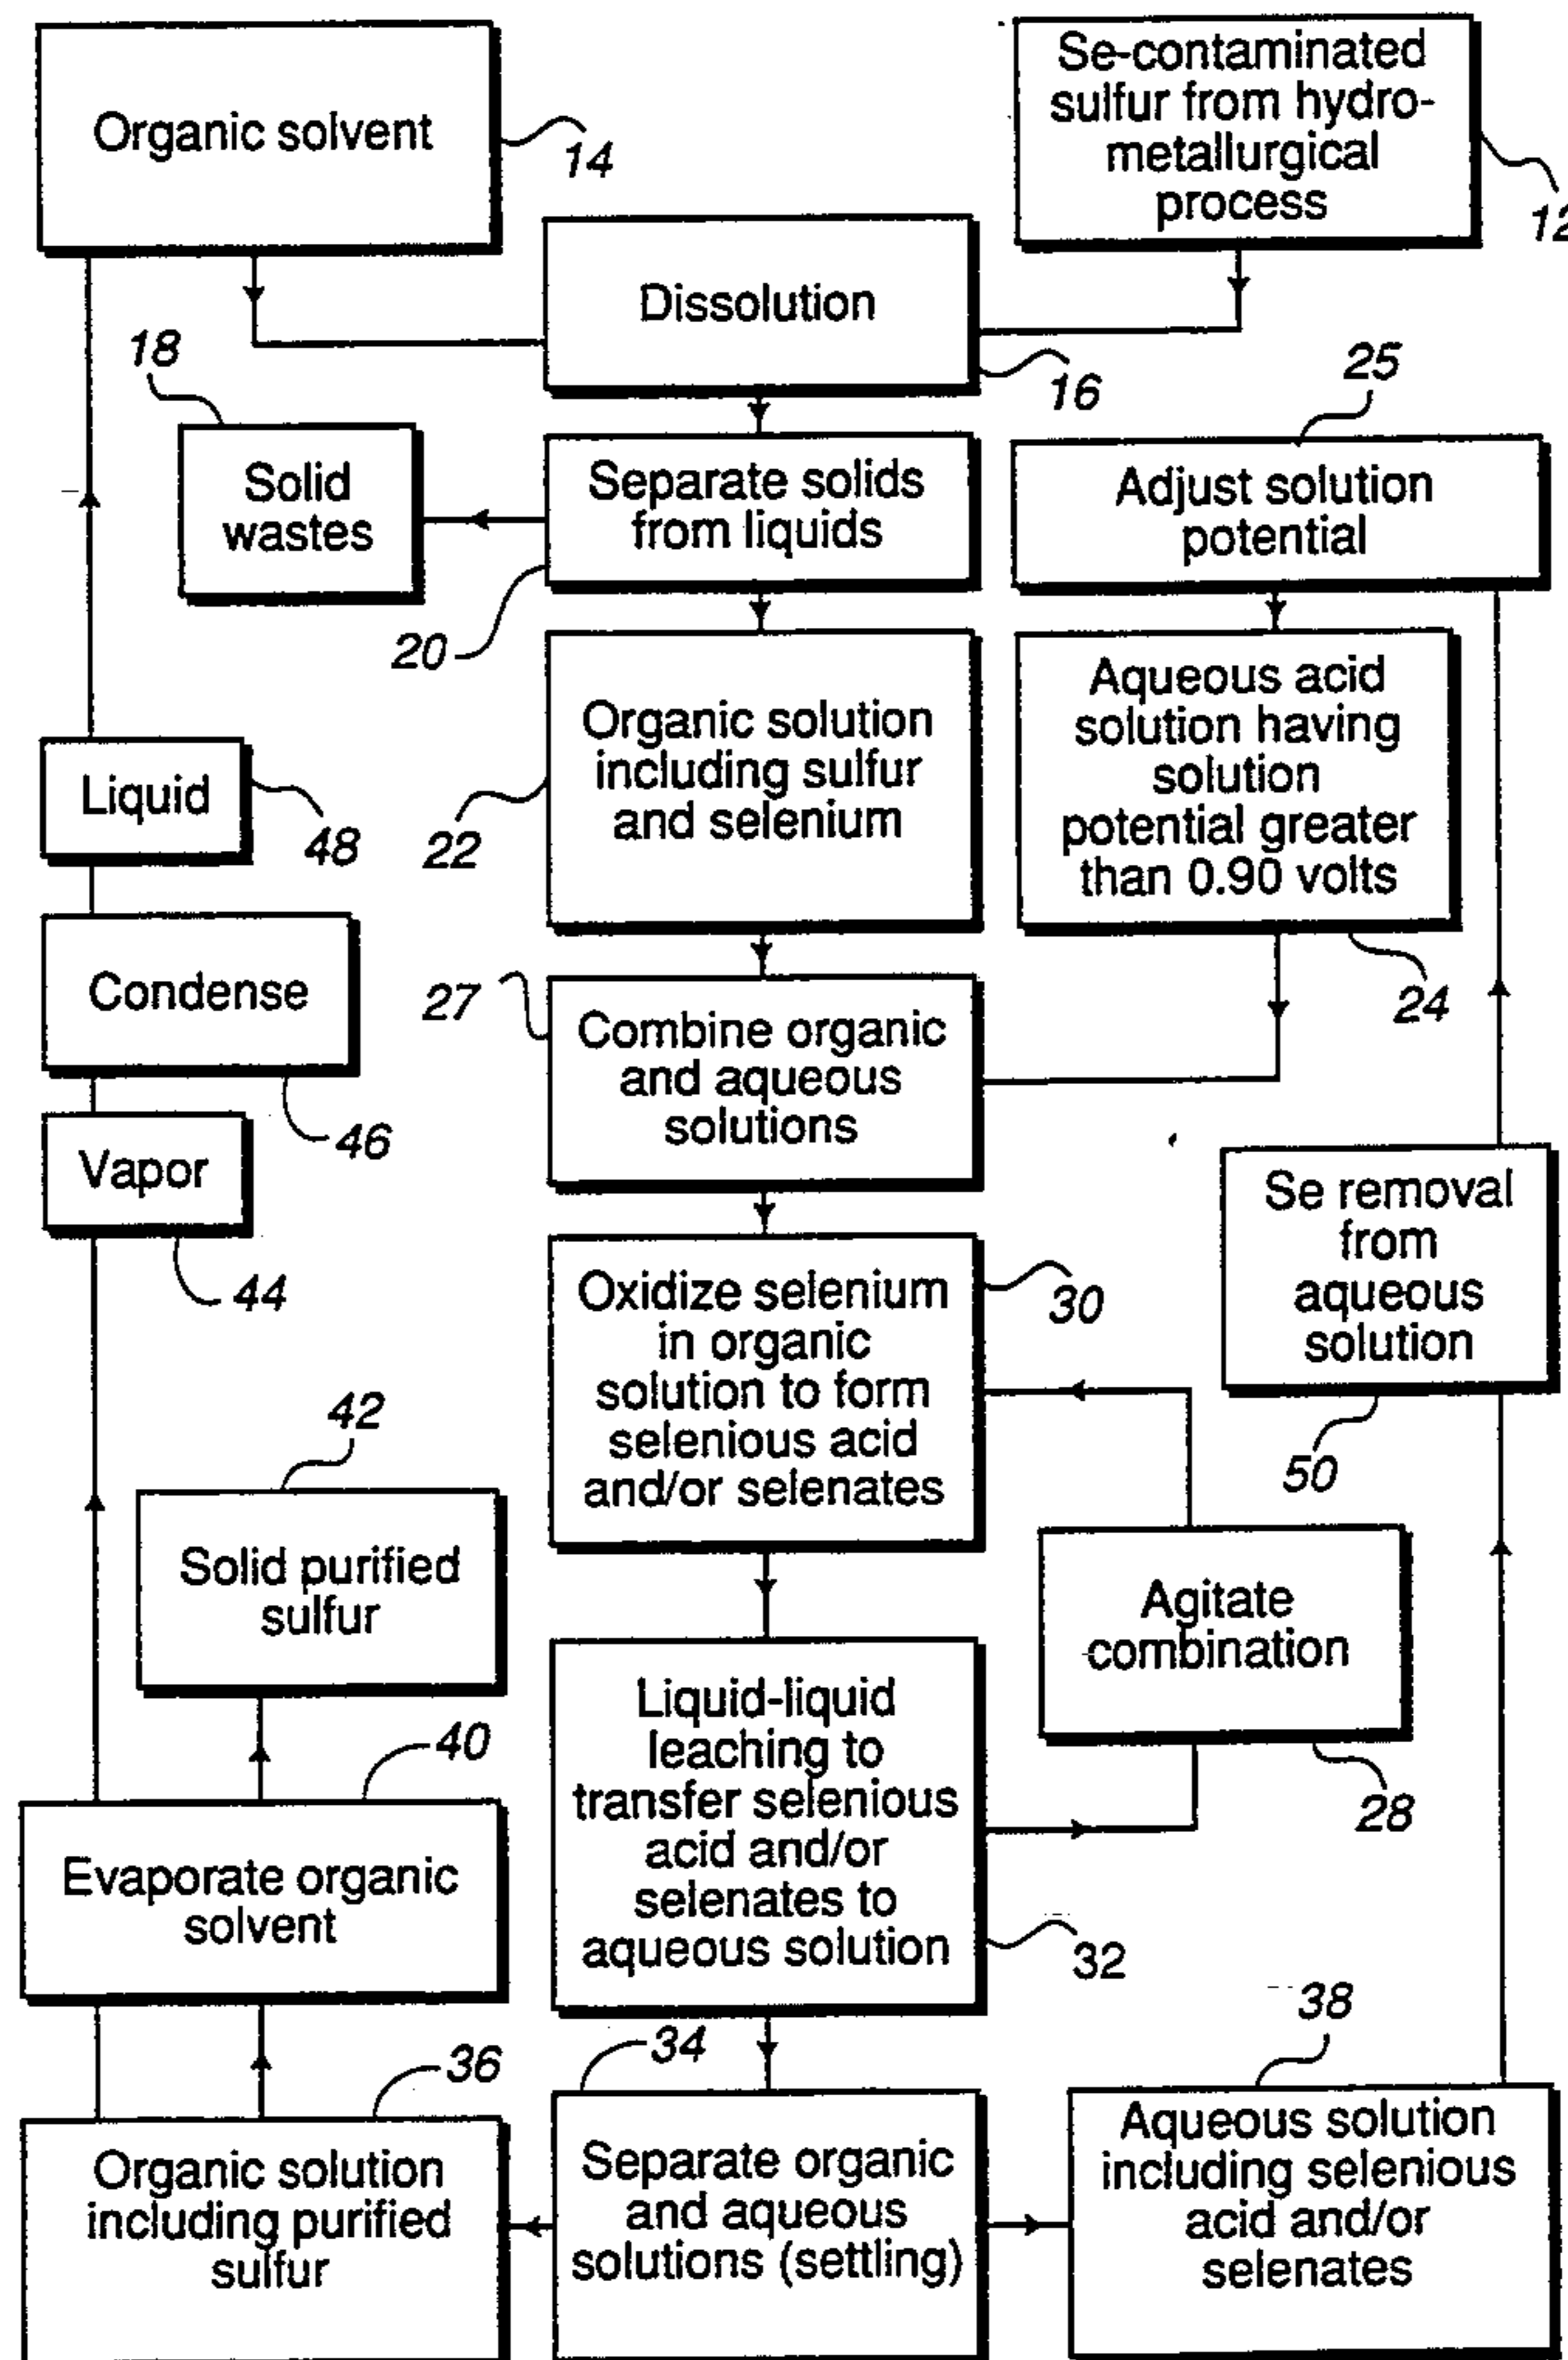 Organic solvent
14
Se-contaminated
sulfur from hydro-
metallurgical
process
12
Dissolution
16
18
Solid
wastes
Separate solids
from liquids
20
25
Adjust solution
potential
Organic solution
including sulfur
and selenium
22
Aqueous acid
solution having
solution
potential greater
than 0.90 volts
24
Liquid
48
Condense
46
27
Combine organic
and aqueous
solutions
Vapor
44
Se removal
from
aqueous
solution
50
Oxidize selenium
in organic
solution to form
selenious acid
and/or selenates
30
42
Solid purified
sulfur
Agitate
combination
28
Liquid-liquid
leaching to
transfer selenious
acid and/or
selenates to
aqueous solution
32
40
Evaporate organic
solvent
36
Organic solution
including purified
sulfur
34
Separate organic
and aqueous
solutions (settling)
38
Aqueous solution
including selenious
acid and/or
selenates